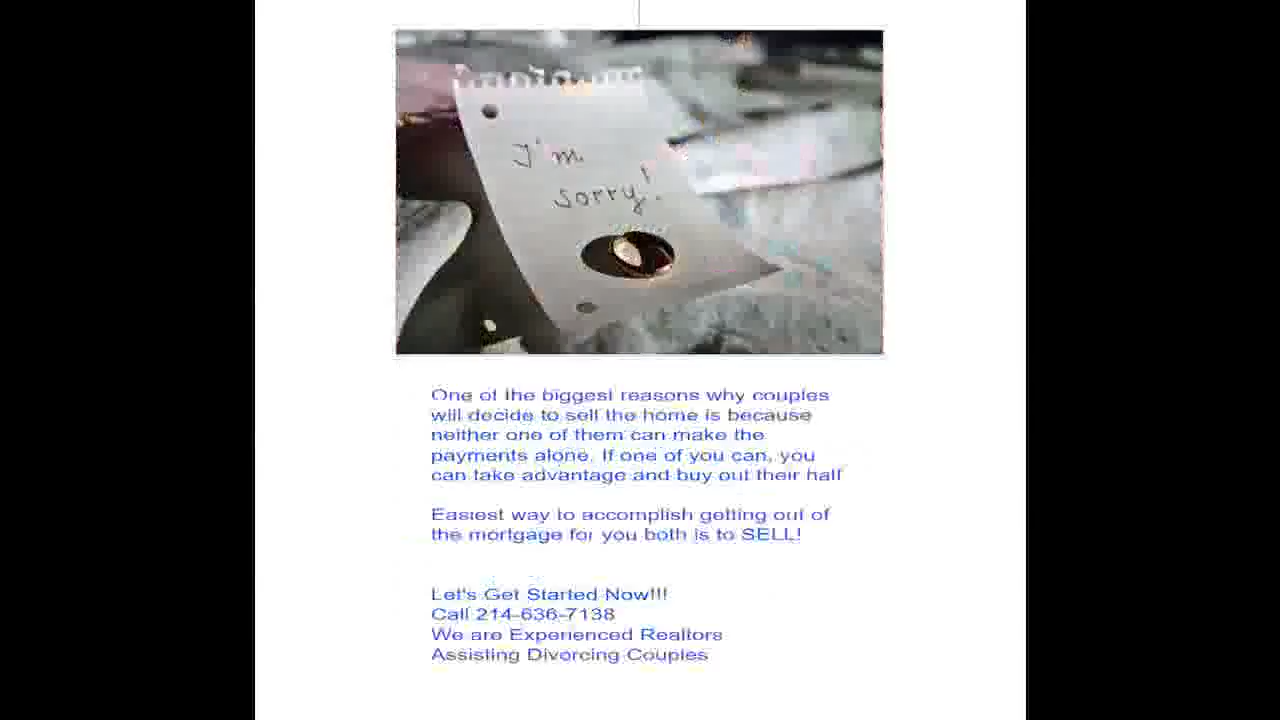 I'm
sorry!
One of the biggest reasons why couples
will decide to sell the home is because
neither one of them can make the
payments alone. If one of you can, you
can take advantage and buy out their half
Easiest way to accomplish getting out of
the mortgage for you both is to SELL!
Let's Get Started Now!!!
Call 214-636-7138
We are Experienced Realtors
Assisting Divorcing Couples